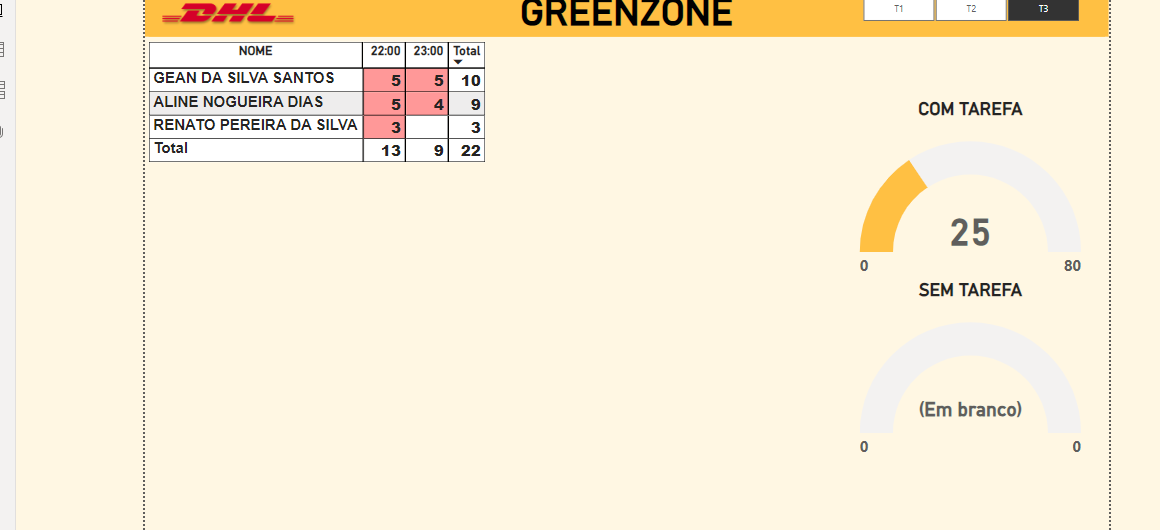 DHL
GREENZONE
T1 T2 T3
NOME 22:00 23:00 Total
GEAN DA SILVA SANTOS 5 5 10
ALINE NOGUEIRA DIAS 5 4 9
RENATO PEREIRA DA SILVA 3 3
Total 13 9 22
COM TAREFA
25
0 80
SEM TAREFA
(Em branco)
0 0